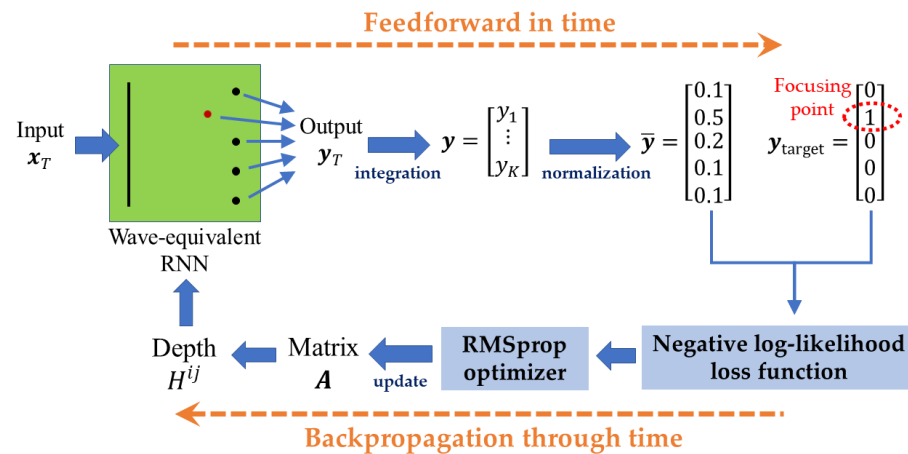 Feedforward in time
Input
𝒙_T
Wave-equivalent
RNN
Output
𝒚_T
integration
𝒚 = [y_1 ⋮ y_K]
normalization
𝒚̅ = [0.1 0.5 0.2 0.1 0.1]
Focusing
point
𝒚_target = [0 1 0 0 0]
Negative log-likelihood
loss function
RMSprop
optimizer
update
Matrix
𝑨
Depth
H^{ij}
Backpropagation through time